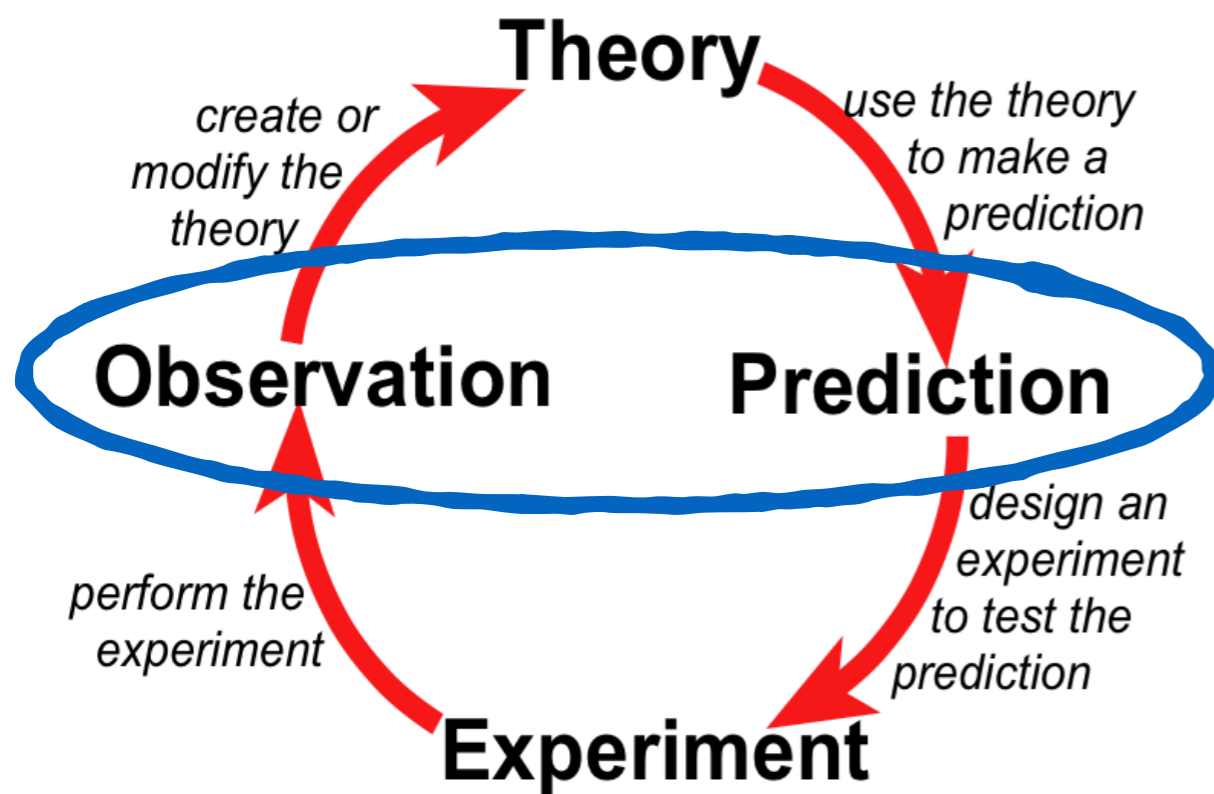 Theory
create or
modify the
theory
use the theory
to make a
prediction
Observation
Prediction
perform the
experiment
design an
experiment
to test the
prediction
Experiment